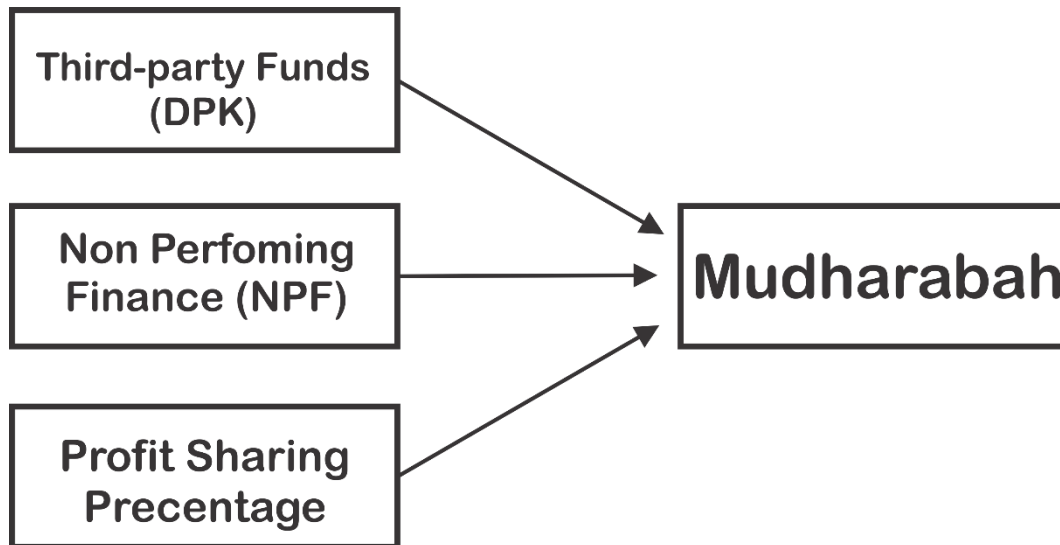 Third-party Funds
(DPK)
Non Perfoming
Finance (NPF)
Profit Sharing
Precentage
Mudharabah